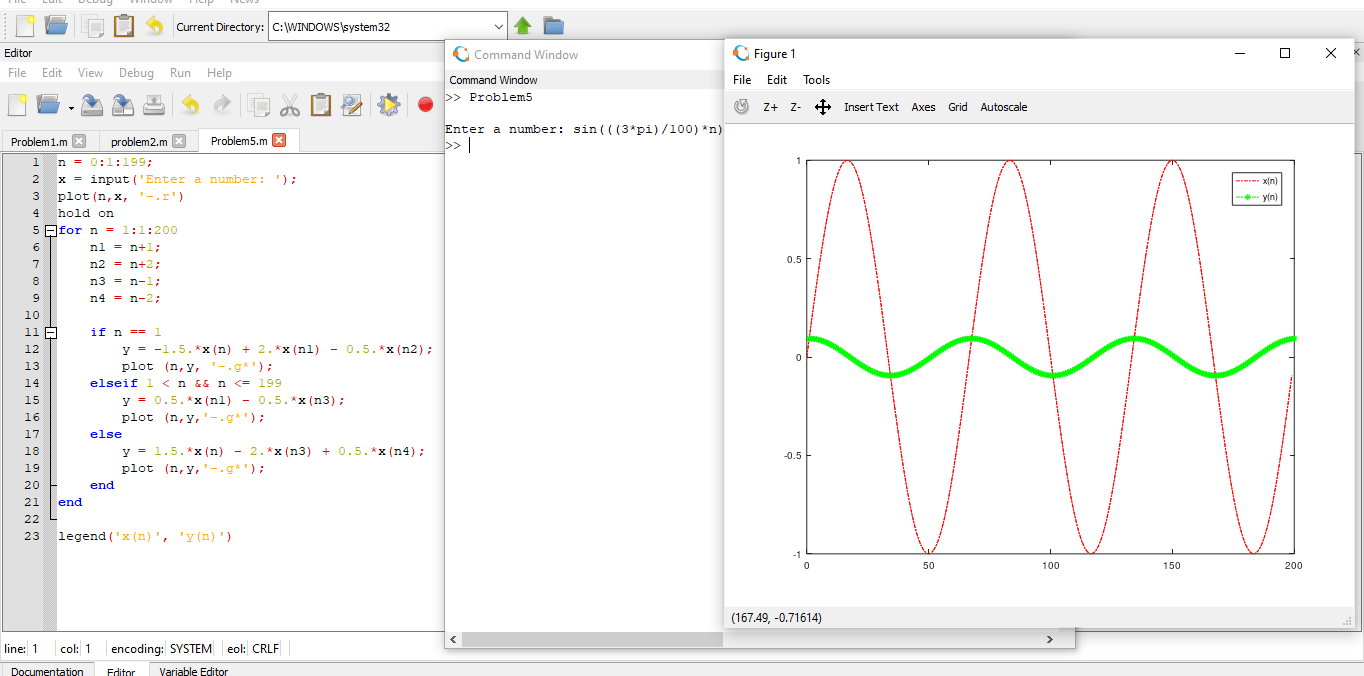 File Edit Debug Window Help News
Current Directory: C:\WINDOWS\system32
Editor
File Edit View Debug Run Help
Problem1.m problem2.m Problem5.m
1 n = 0:1:199;
2 x = input('Enter a number: ');
3 plot(n,x, '-.r')
4 hold on
5 for n = 1:1:200
6 n1 = n+1;
7 n2 = n+2;
8 n3 = n-1;
9 n4 = n-2;
10
11 if n == 1
12 y = -1.5.*x(n) + 2.*x(n1) - 0.5.*x(n2);
13 plot (n,y, '-.g*');
14 elseif 1 < n && n <= 199
15 y = 0.5.*x(n1) - 0.5.*x(n3);
16 plot (n,y,'-.g*');
17 else
18 y = 1.5.*x(n) - 2.*x(n3) + 0.5.*x(n4);
19 plot (n,y,'-.g*');
20 end
21 end
22
23 legend('x(n)', 'y(n)')
line: 1 col: 1 encoding: SYSTEM eol: CRLF
Documentation Editor Variable Editor
Command Window
Command Window
>> Problem5
Enter a number: sin(((3*pi)/100)*n)
>>
Figure 1
File Edit Tools
Z+ Z- Insert Text Axes Grid Autoscale
x(n)
y(n)
1
0.5
0
-0.5
-1
0 50 100 150 200
(167.49, -0.71614)